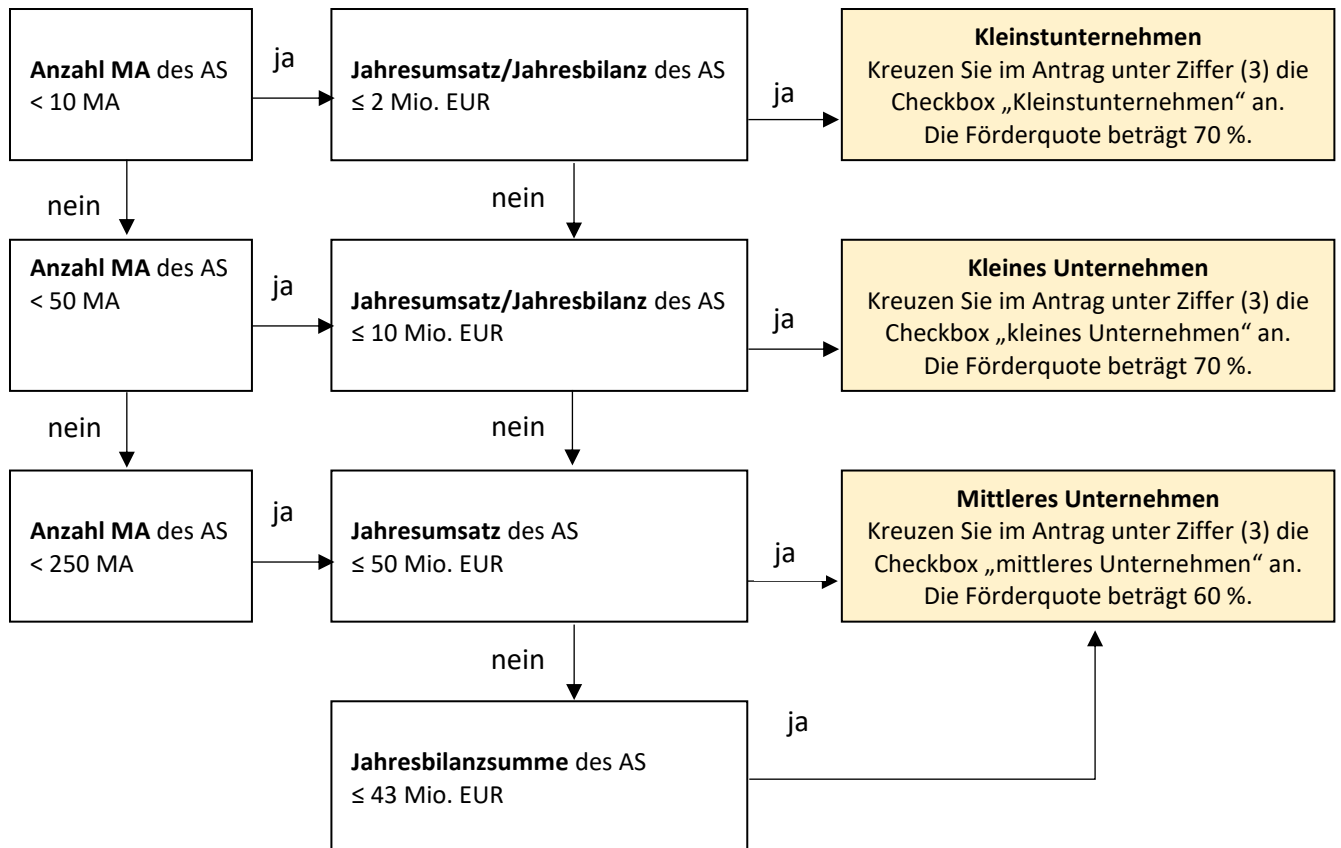 Anzahl MA des AS
< 10 MA
ja
Jahresumsatz/Jahresbilanz des AS
≤ 2 Mio. EUR
ja
Kleinstunternehmen
Kreuzen Sie im Antrag unter Ziffer (3) die
Checkbox „Kleinstunternehmen“ an.
Die Förderquote beträgt 70 %.
nein
nein
Anzahl MA des AS
< 50 MA
ja
Jahresumsatz/Jahresbilanz des AS
≤ 10 Mio. EUR
ja
Kleines Unternehmen
Kreuzen Sie im Antrag unter Ziffer (3) die
Checkbox „kleines Unternehmen“ an.
Die Förderquote beträgt 70 %.
nein
nein
Anzahl MA des AS
< 250 MA
ja
Jahresumsatz des AS
≤ 50 Mio. EUR
ja
Mittleres Unternehmen
Kreuzen Sie im Antrag unter Ziffer (3) die
Checkbox „mittleres Unternehmen“ an.
Die Förderquote beträgt 60 %.
nein
Jahresbilanzsumme des AS
≤ 43 Mio. EUR
ja